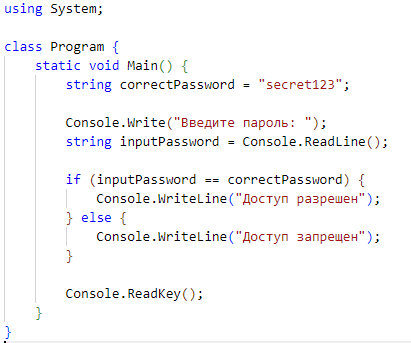 using System;
class Program {
static void Main() {
string correctPassword = "secret123";
Console.Write("Введите пароль: ");
string inputPassword = Console.ReadLine();
if (inputPassword == correctPassword) {
Console.WriteLine("Доступ разрешен");
} else {
Console.WriteLine("Доступ запрещен");
}
Console.ReadKey();
}
}